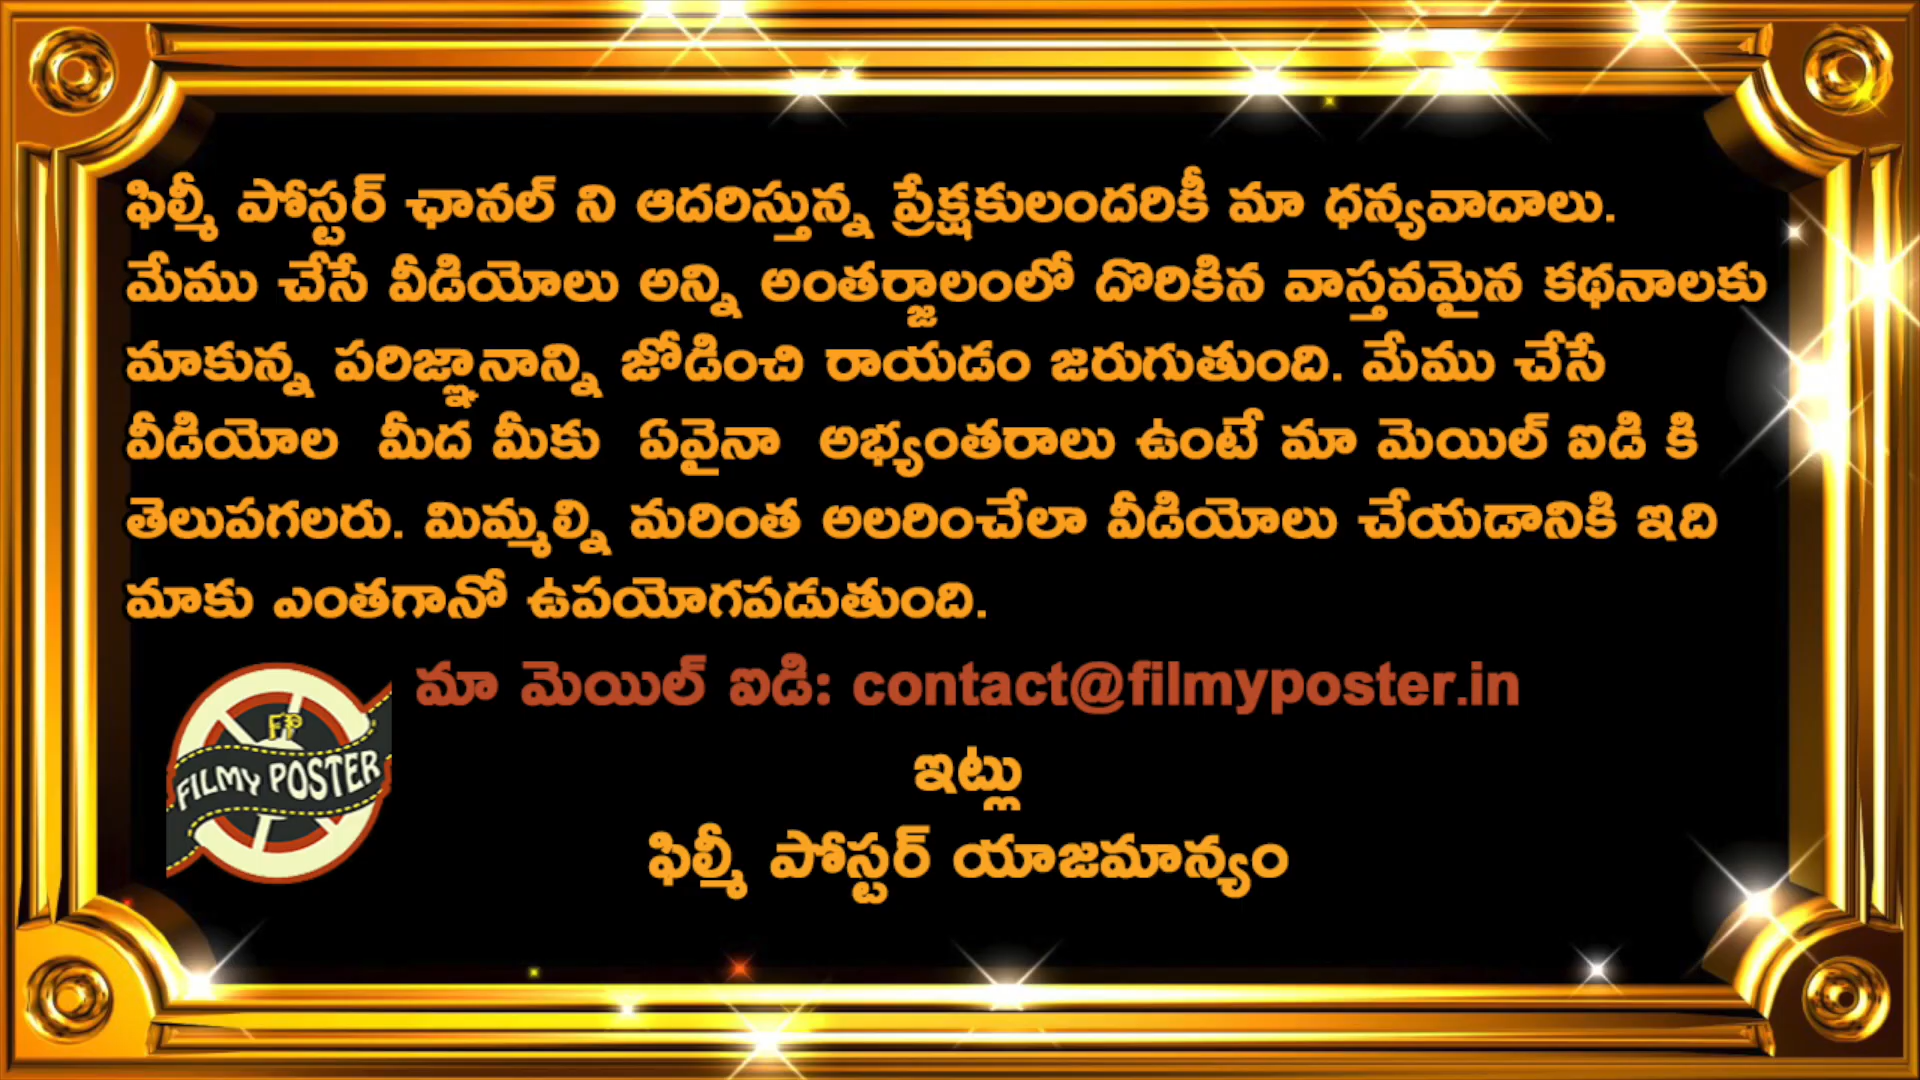 ఫిల్మీ పోస్టర్ ఛానల్ ని ఆదరిస్తున్న ప్రేక్షకులందరికీ మా ధన్యవాదాలు.
మేము చేసే వీడియోలు అన్ని అంతర్జాలంలో దొరికిన వాస్తవమైన కథనాలకు
మాకున్న పరిజ్ఞానాన్ని జోడించి రాయడం జరుగుతుంది. మేము చేసే
వీడియోల మీద మీకు ఏవైనా అభ్యంతరాలు ఉంటే మా మెయిల్ ఐడి కి
తెలుపగలరు. మిమ్మల్ని మరింత అలరించేలా వీడియోలు చేయడానికి ఇది
మాకు ఎంతగానో ఉపయోగపడుతుంది.
మా మెయిల్ ఐడి: contact@filmyposter.in
FP
FILMY POSTER
ఇట్లు
ఫిల్మీ పోస్టర్ యాజమాన్యం